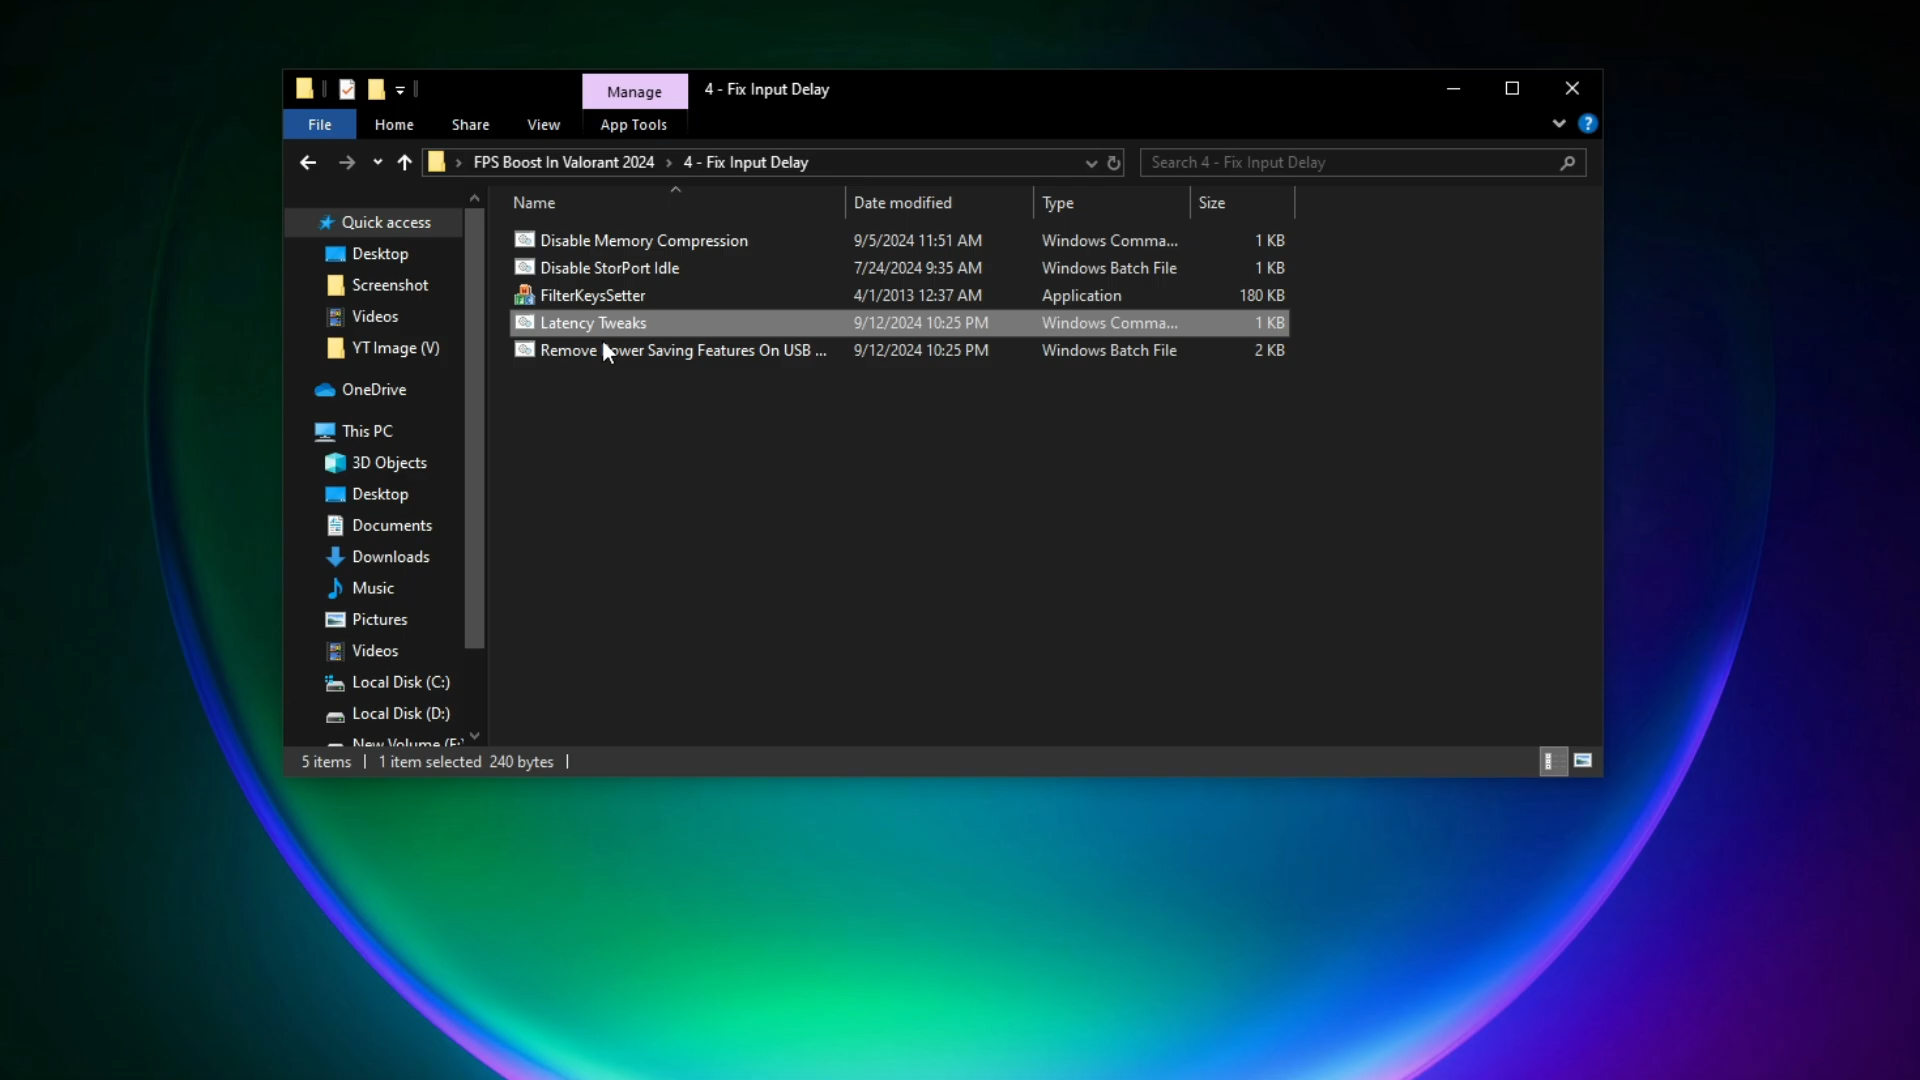 Manage
4 - Fix Input Delay
File Home Share View App Tools
FPS Boost In Valorant 2024 4 - Fix Input Delay Search 4 - Fix Input Delay
Name Date modified Type Size
Disable Memory Compression 9/5/2024 11:51 AM Windows Comma... 1 KB
Disable StorPort Idle 7/24/2024 9:35 AM Windows Batch File 1 KB
FilterKeysSetter 4/1/2013 12:37 AM Application 180 KB
Latency Tweaks 9/12/2024 10:25 PM Windows Comma... 1 KB
Remove Power Saving Features On USB ... 9/12/2024 10:25 PM Windows Batch File 2 KB
Quick access
Desktop
Screenshot
Videos
YT Image (V)
OneDrive
This PC
3D Objects
Desktop
Documents
Downloads
Music
Pictures
Videos
Local Disk (C:)
Local Disk (D:)
New Volume (E:)
5 items 1 item selected 240 bytes